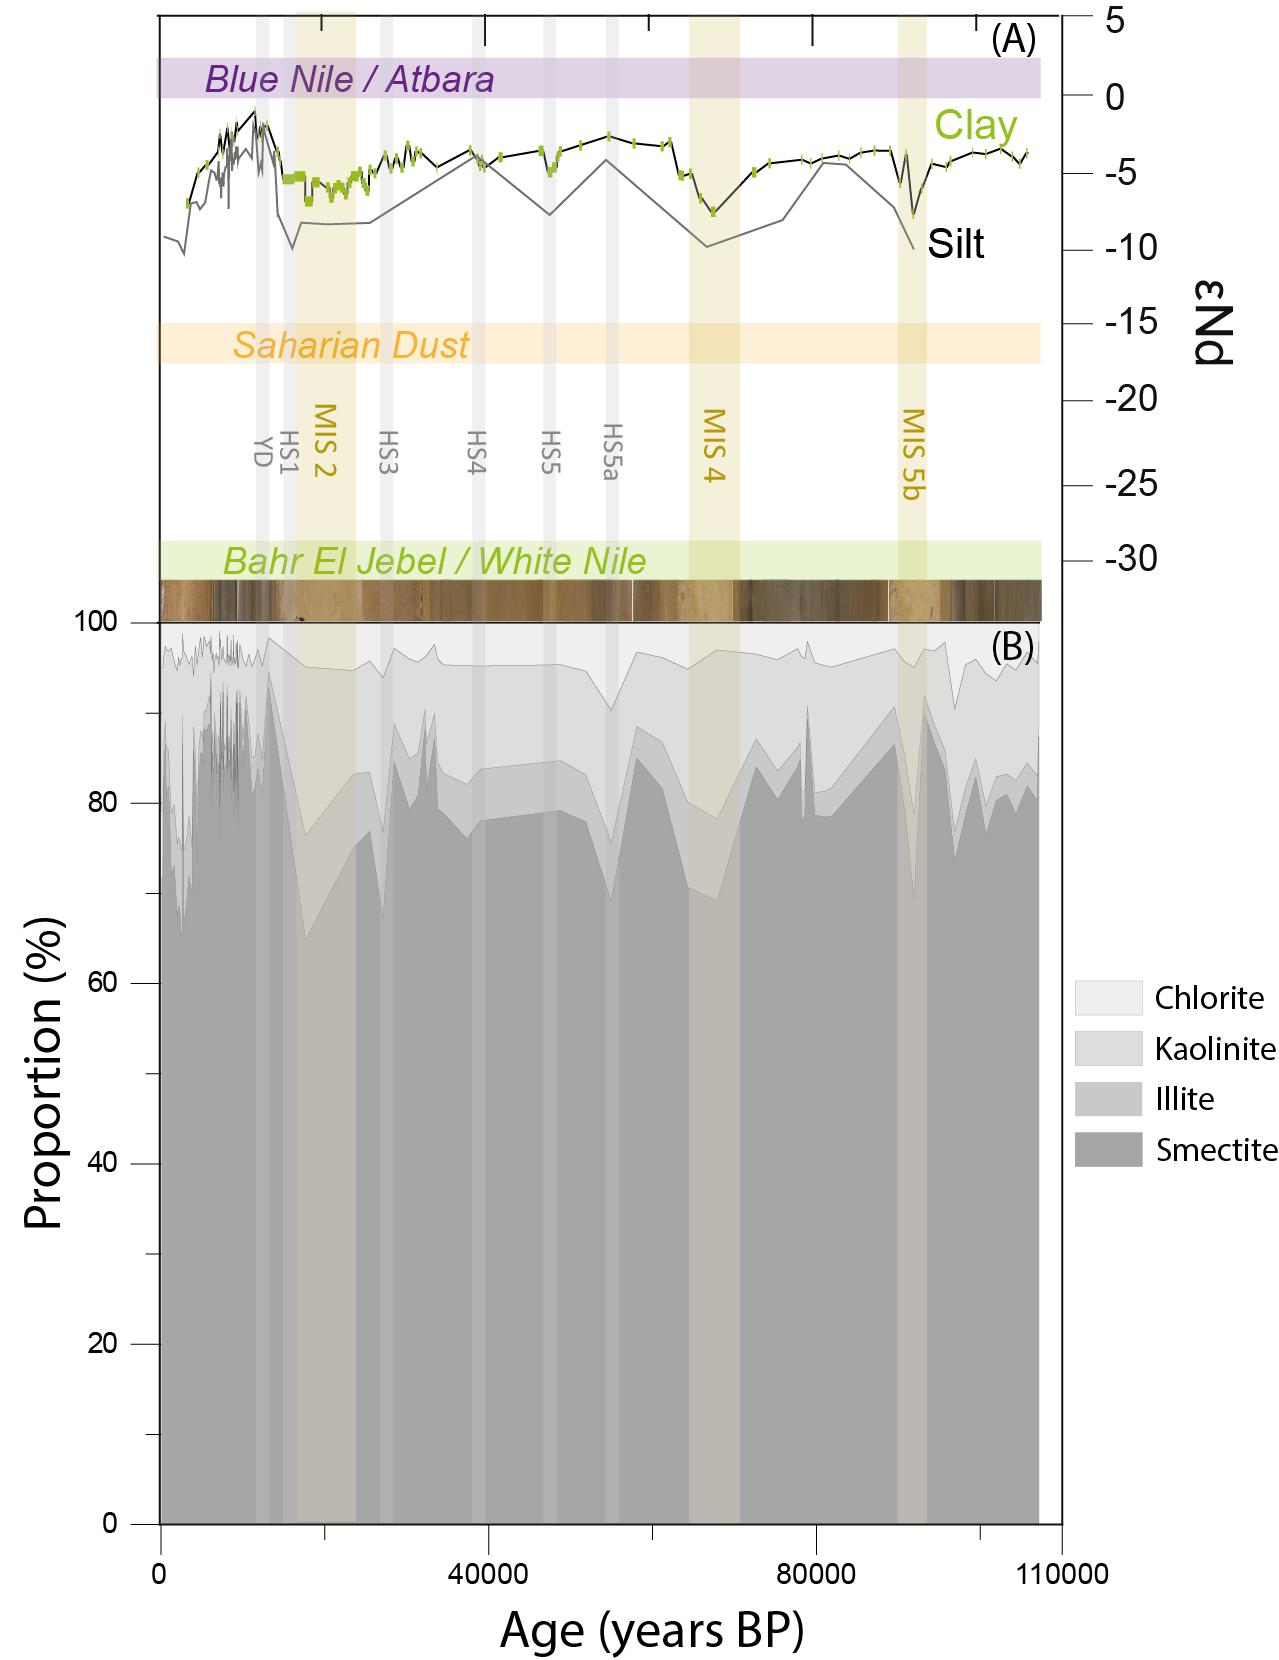 5
(A)
Blue Nile / Atbara
0
Clay
-5
Silt
-10
εNd
-15
Saharian Dust
-20
YD
HS1
MIS 2
HS3
HS4
HS5
HS5a
MIS 4
MIS 5b
-25
Bahr El Jebel / White Nile
-30
100
(B)
80
60
40
20
0
Proportion (%)
Chlorite
Kaolinite
Illite
Smectite
0
40000
80000
110000
Age (years BP)